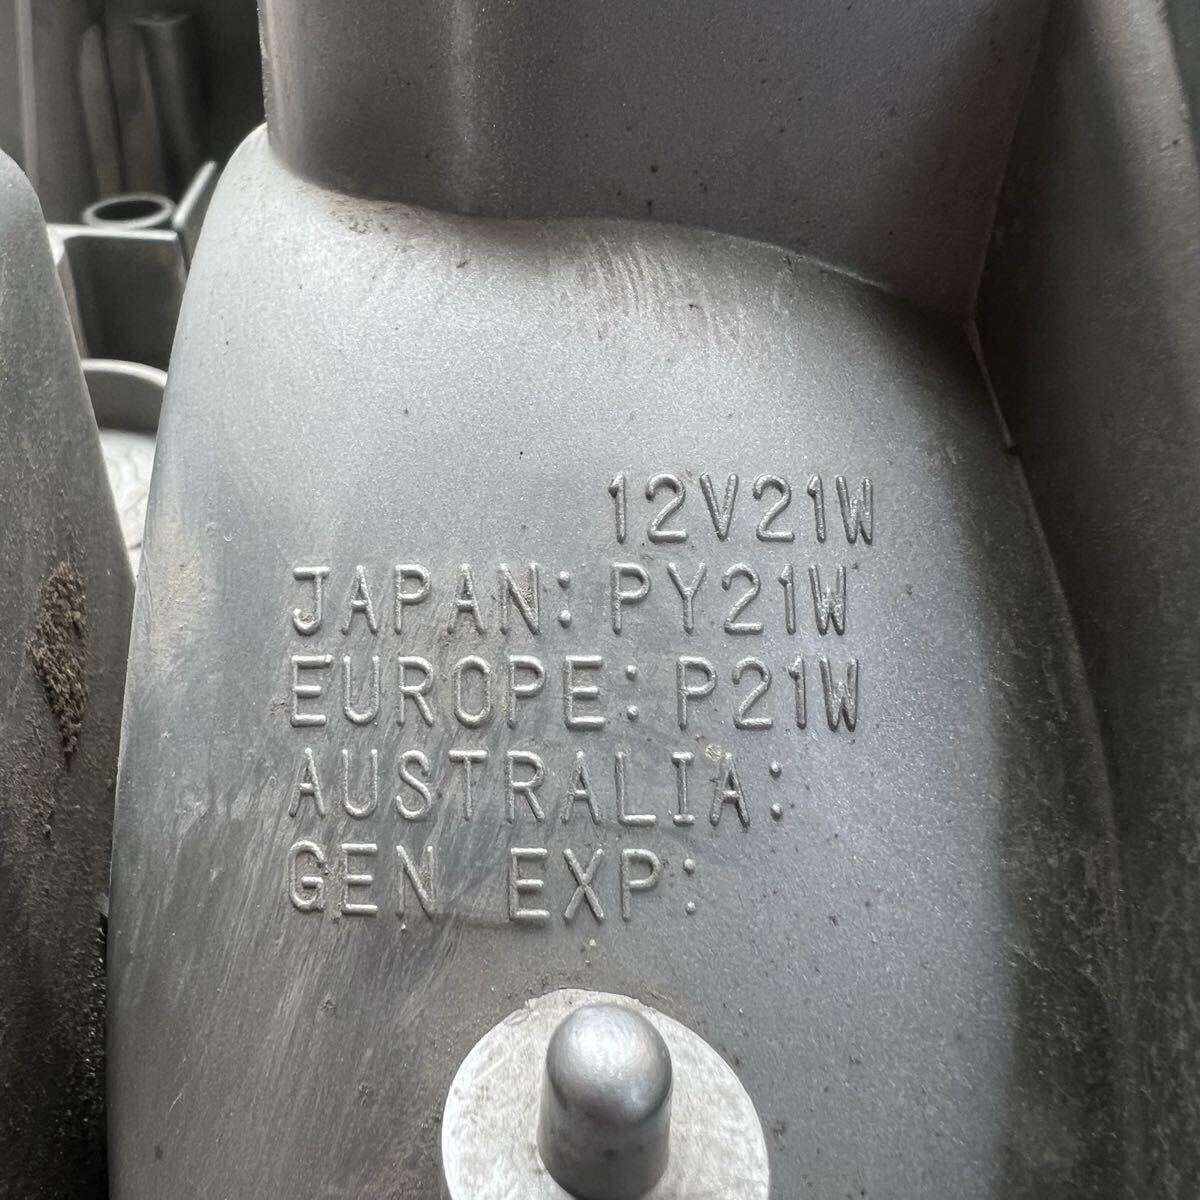 12V21W
JAPAN: PY21W
EUROPE: P21W
AUSTRALIA:
GEN EXP: